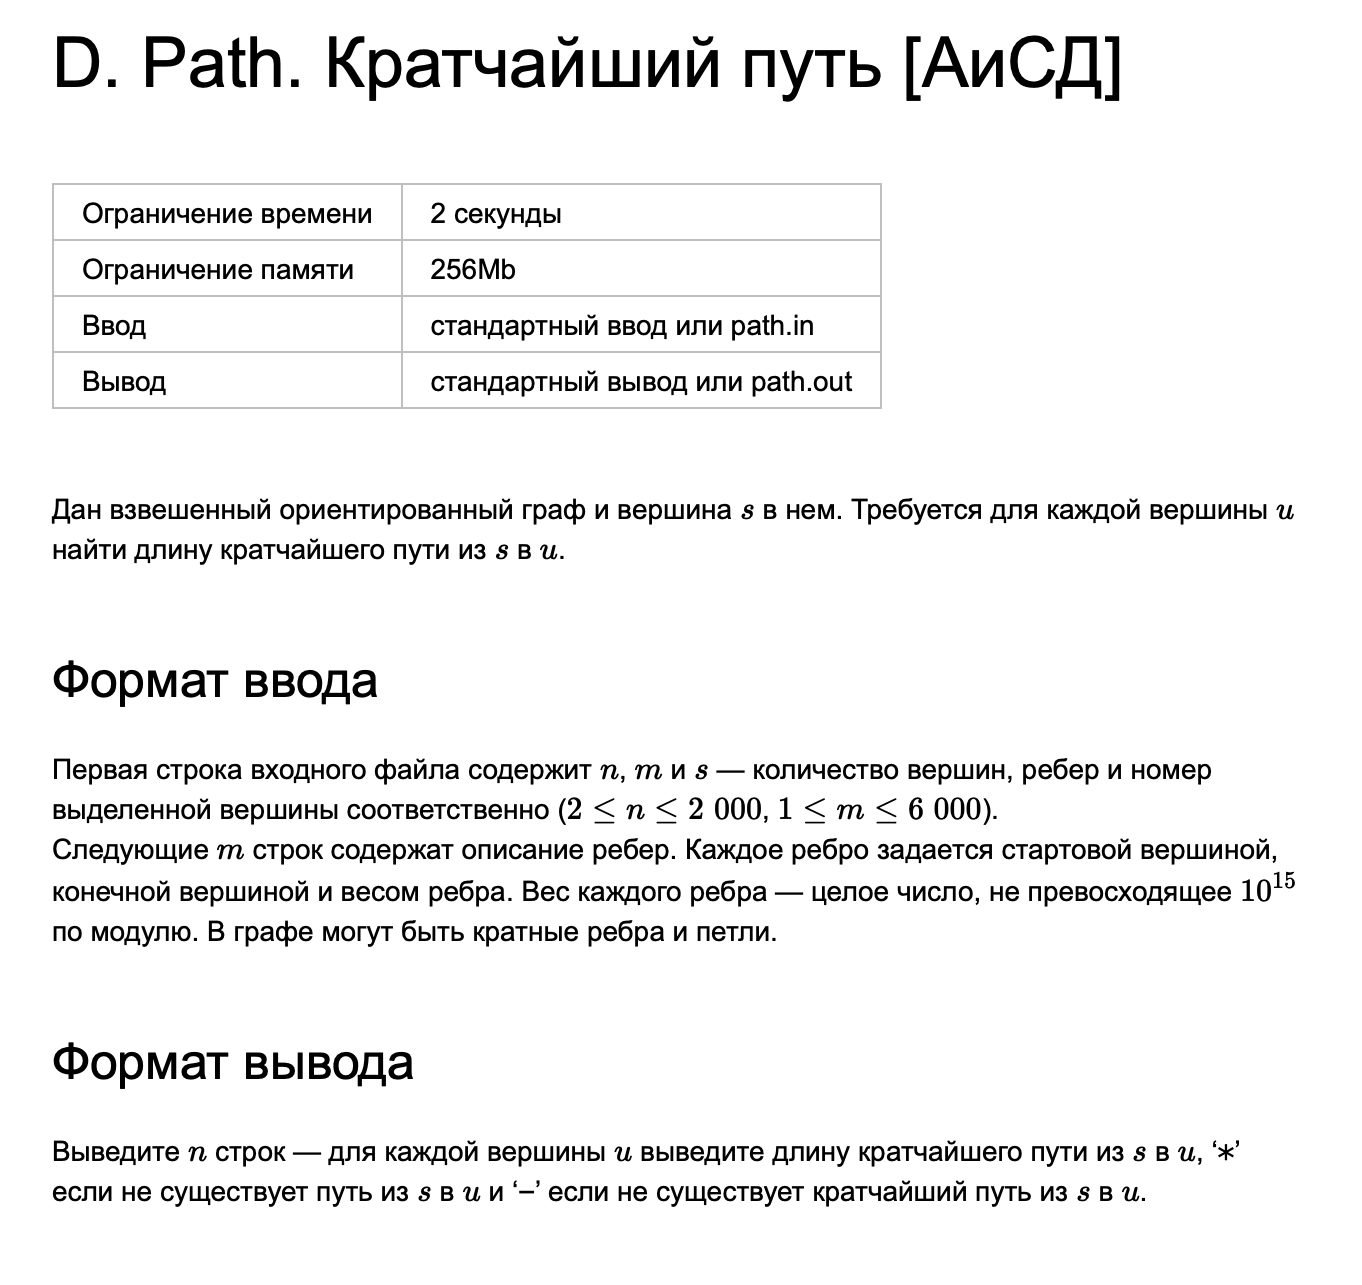 D. Path. Кратчайший путь [АиСД]
Ограничение времени 2 секунды
Ограничение памяти 256Mb
Ввод стандартный ввод или path.in
Вывод стандартный вывод или path.out
Дан взвешенный ориентированный граф и вершина s в нем. Требуется для каждой вершины u
найти длину кратчайшего пути из s в u.
Формат ввода
Первая строка входного файла содержит n, m и s — количество вершин, ребер и номер
выделенной вершины соответственно (2 ≤ n ≤ 2 000, 1 ≤ m ≤ 6 000).
Следующие m строк содержат описание ребер. Каждое ребро задается стартовой вершиной,
конечной вершиной и весом ребра. Вес каждого ребра — целое число, не превосходящее 10^15
по модулю. В графе могут быть кратные ребра и петли.
Формат вывода
Выведите n строк — для каждой вершины u выведите длину кратчайшего пути из s в u, ‘*’
если не существует путь из s в u и ‘−’ если не существует кратчайший путь из s в u.